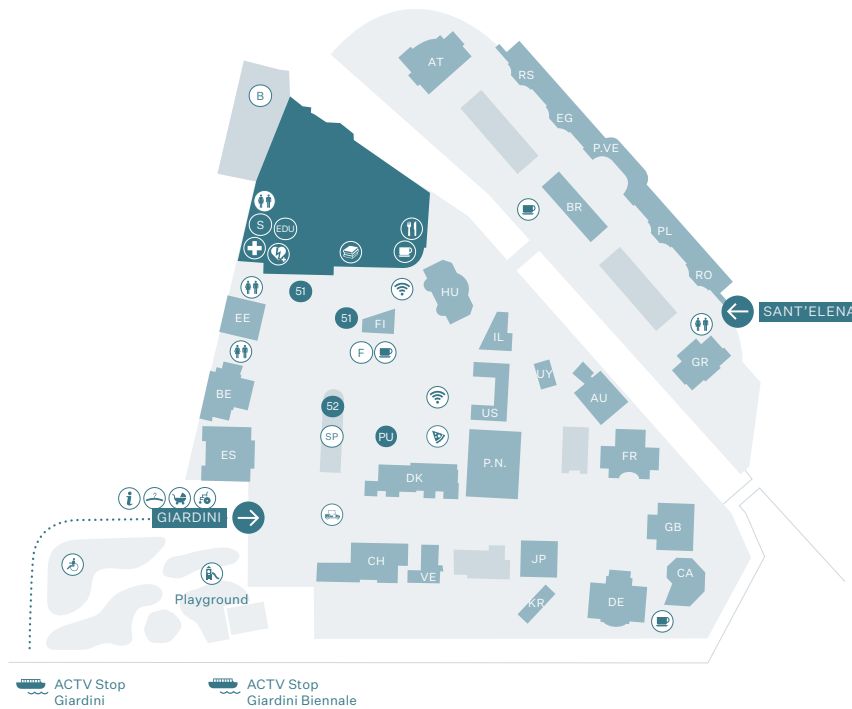 AT
RS
B
EG
P.VE
BR
S
EDU
PL
RO
HU
51
51
SANT'ELENA
EE
FI
IL
F
GR
UY
BE
AU
52
US
SP
PU
ES
FR
P.N.
DK
i
?
GIARDINI
GB
CH
JP
VE
CA
Playground
KR
DE
ACTV Stop
Giardini
ACTV Stop
Giardini Biennale